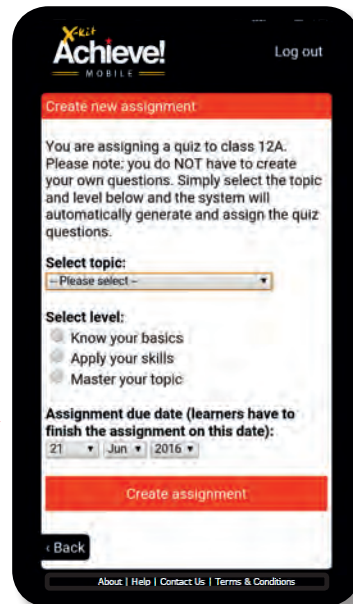 X-kit
Achieve!
MOBILE
Log out
Create new assignment
You are assigning a quiz to class 12A.
Please note: you do NOT have to create
your own questions. Simply select the topic
and level below and the system will
automatically generate and assign the quiz
questions.
Select topic:
-- Please select --
Select level:
Know your basics
Apply your skills
Master your topic
Assignment due date (learners have to
finish the assignment on this date):
21 Jun 2016
Create assignment
‹ Back
About | Help | Contact Us | Terms & Conditions